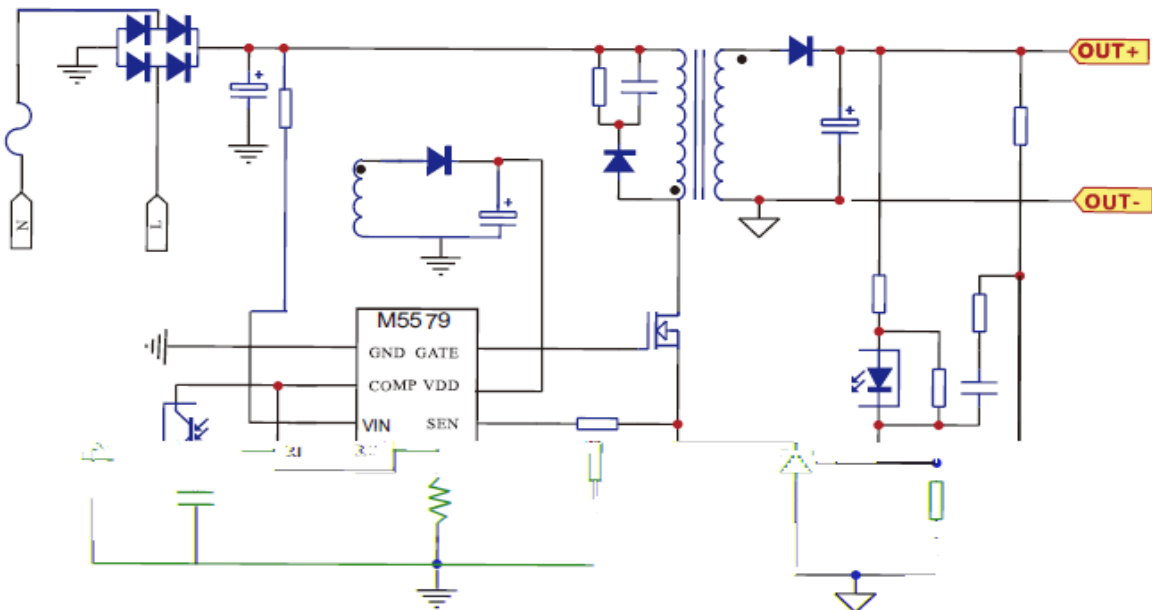 OUT+
OUT-
N
L
M5579
GND GATE
COMP VDD
VIN SEN